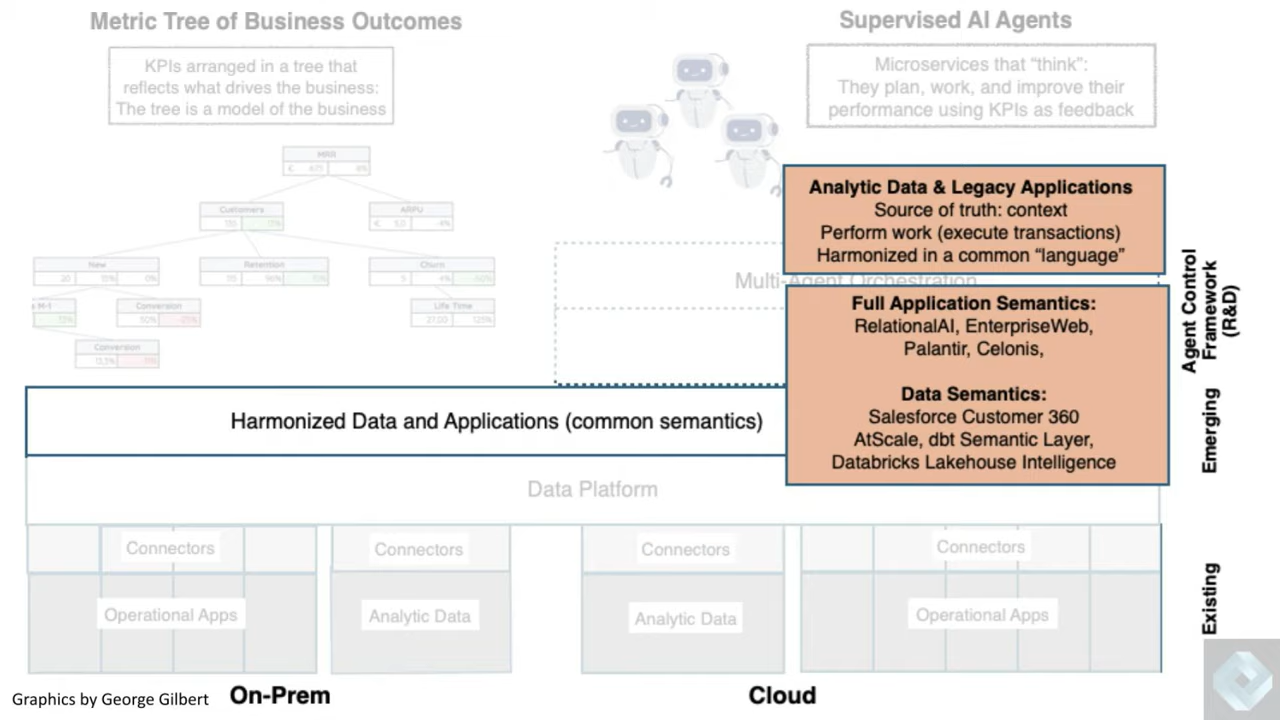 Metric Tree of Business Outcomes
Supervised AI Agents
KPIs arranged in a tree that
reflects what drives the business:
The tree is a model of the business
Microservices that “think”:
They plan, work, and improve their
performance using KPIs as feedback
MRR
Customers
ARPU
New
Retention
Churn
Conversion
Life Time
Conversion
Analytic Data & Legacy Applications
Source of truth: context
Perform work (execute transactions)
Harmonized in a common “language”
Multi-Agent Orchestration
Full Application Semantics:
RelationalAI, EnterpriseWeb,
Palantir, Celonis,
Data Semantics:
Salesforce Customer 360
AtScale, dbt Semantic Layer,
Databricks Lakehouse Intelligence
Agent Control
Framework
(R&D)
Harmonized Data and Applications (common semantics)
Emerging
Data Platform
Connectors
Connectors
Connectors
Connectors
Operational Apps
Analytic Data
Analytic Data
Operational Apps
Existing
Graphics by George Gilbert
On-Prem
Cloud